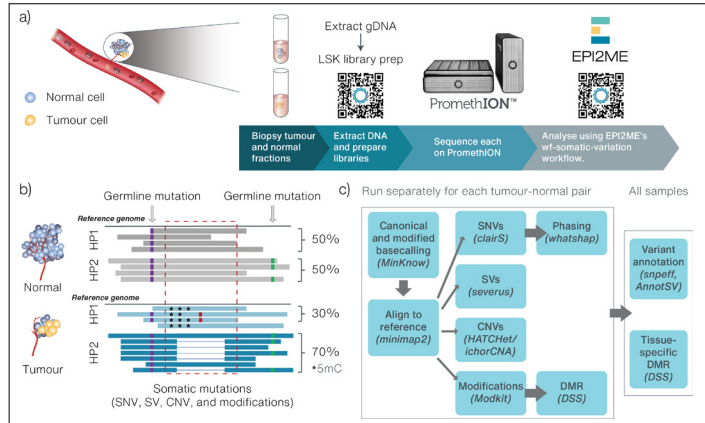 a)
Normal cell
Tumour cell
Extract gDNA
LSK library prep
PromethION™
EPI2ME
Biopsy tumour
and normal
fractions
Extract DNA
and prepare
libraries
Sequence each
on PromethION
Analyse using EPI2ME's
wf-somatic-variation
workflow.
b)
Germline mutation
Germline mutation
Reference genome
HP1
50%
HP2
50%
Normal
Reference genome
HP1
30%
HP2
70%
*5mC
Tumour
Somatic mutations
(SNV, SV, CNV, and modifications)
c)
Run separately for each tumour-normal pair
All samples
Canonical
and modified
basecalling
(MinKnow)
Align to
reference
(minimap2)
SNVs
(clairS)
Phasing
(whatshap)
SVs
(severus)
CNVs
(HATCHet/
ichorCNA)
Modifications
(Modkit)
DMR
(DSS)
Variant
annotation
(snpeff,
AnnotSV)
Tissue-
specific
DMR
(DSS)